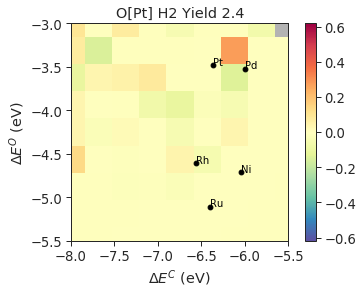 O[Pt] H2 Yield 2.4
−3.0
−3.5
−4.0
−4.5
−5.0
−5.5
ΔE^O (eV)
Pt
Pd
Rh
Ni
Ru
−8.0 −7.5 −7.0 −6.5 −6.0 −5.5
ΔE^C (eV)
0.6
0.4
0.2
0.0
−0.2
−0.4
−0.6